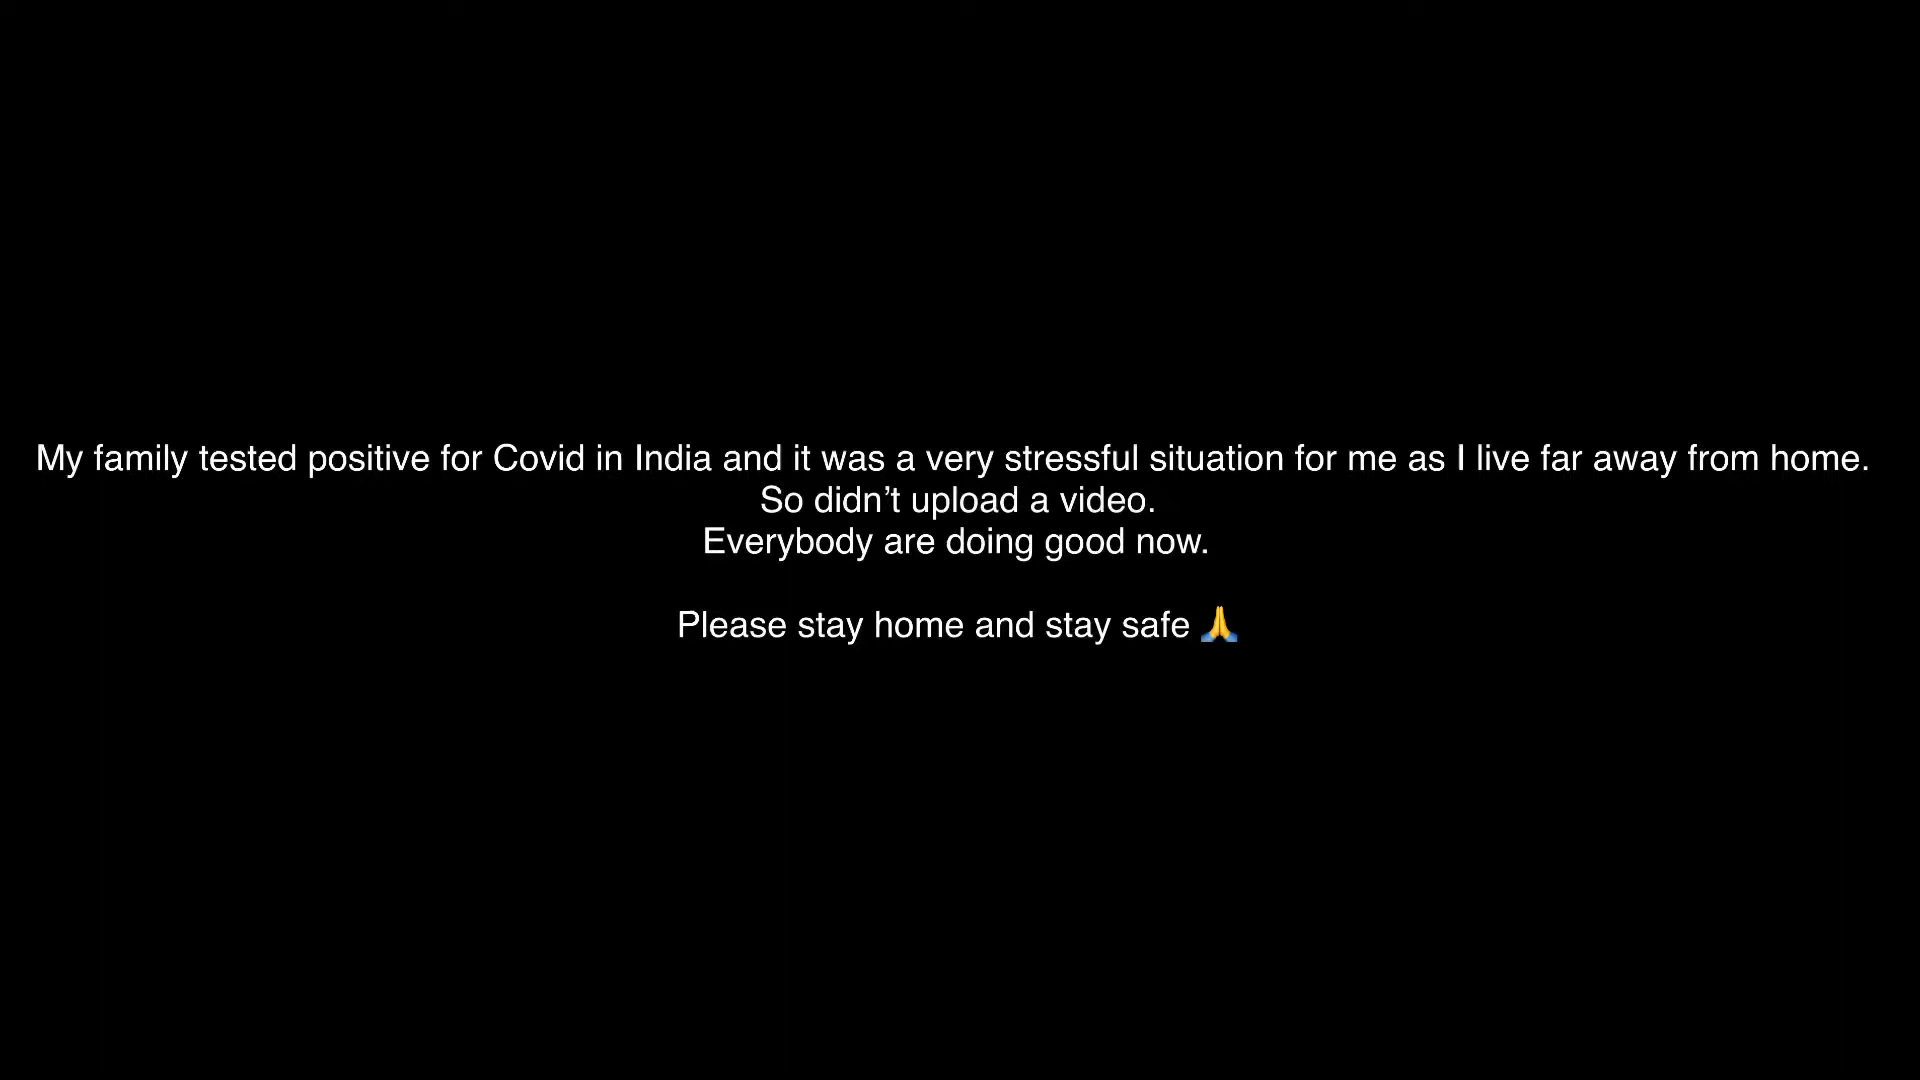 My family tested positive for Covid in India and it was a very stressful situation for me as I live far away from home.
So didn’t upload a video.
Everybody are doing good now.
Please stay home and stay safe 🙏